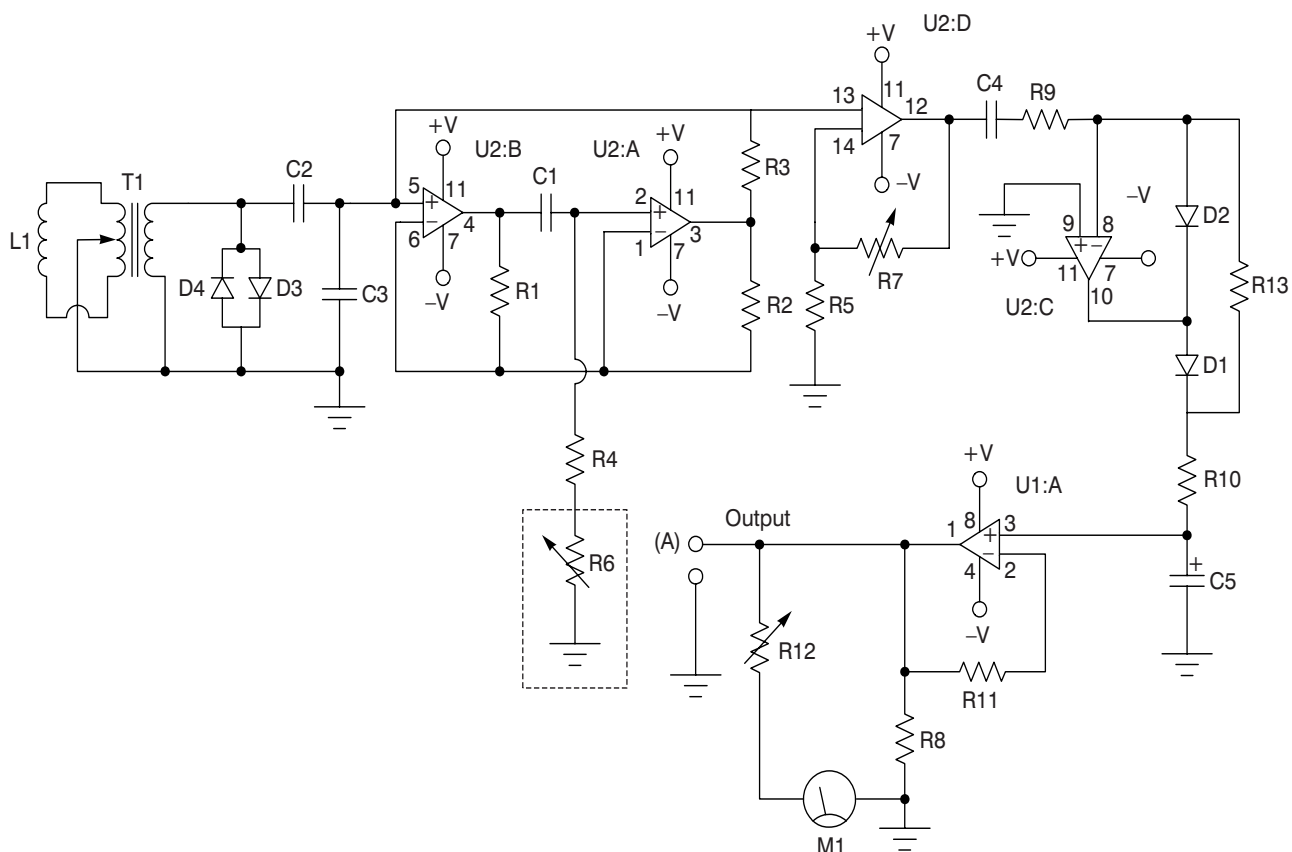 U2:D
+V
11
13
12
14
7
−V
C4
R9
+V
11
U2:B
5
+
−
4
6
7
−V
C1
U2:A
+V
11
2
+
−
3
1
7
−V
R3
L1
T1
C2
D4
D3
C3
R1
R2
R5
R7
−V
9
8
+ −
+V
11
7
10
U2:C
D2
R13
D1
R4
R6
R10
+V
U1:A
8
3
1
+
−
4
2
−V
+
C5
Output
(A)
R12
R11
R8
M1